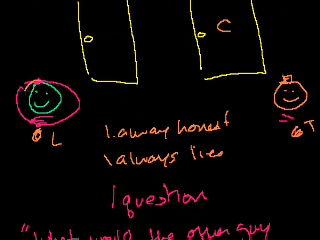 C
L
T
1 always honest
1 always lies
1 question
"what would the other guy